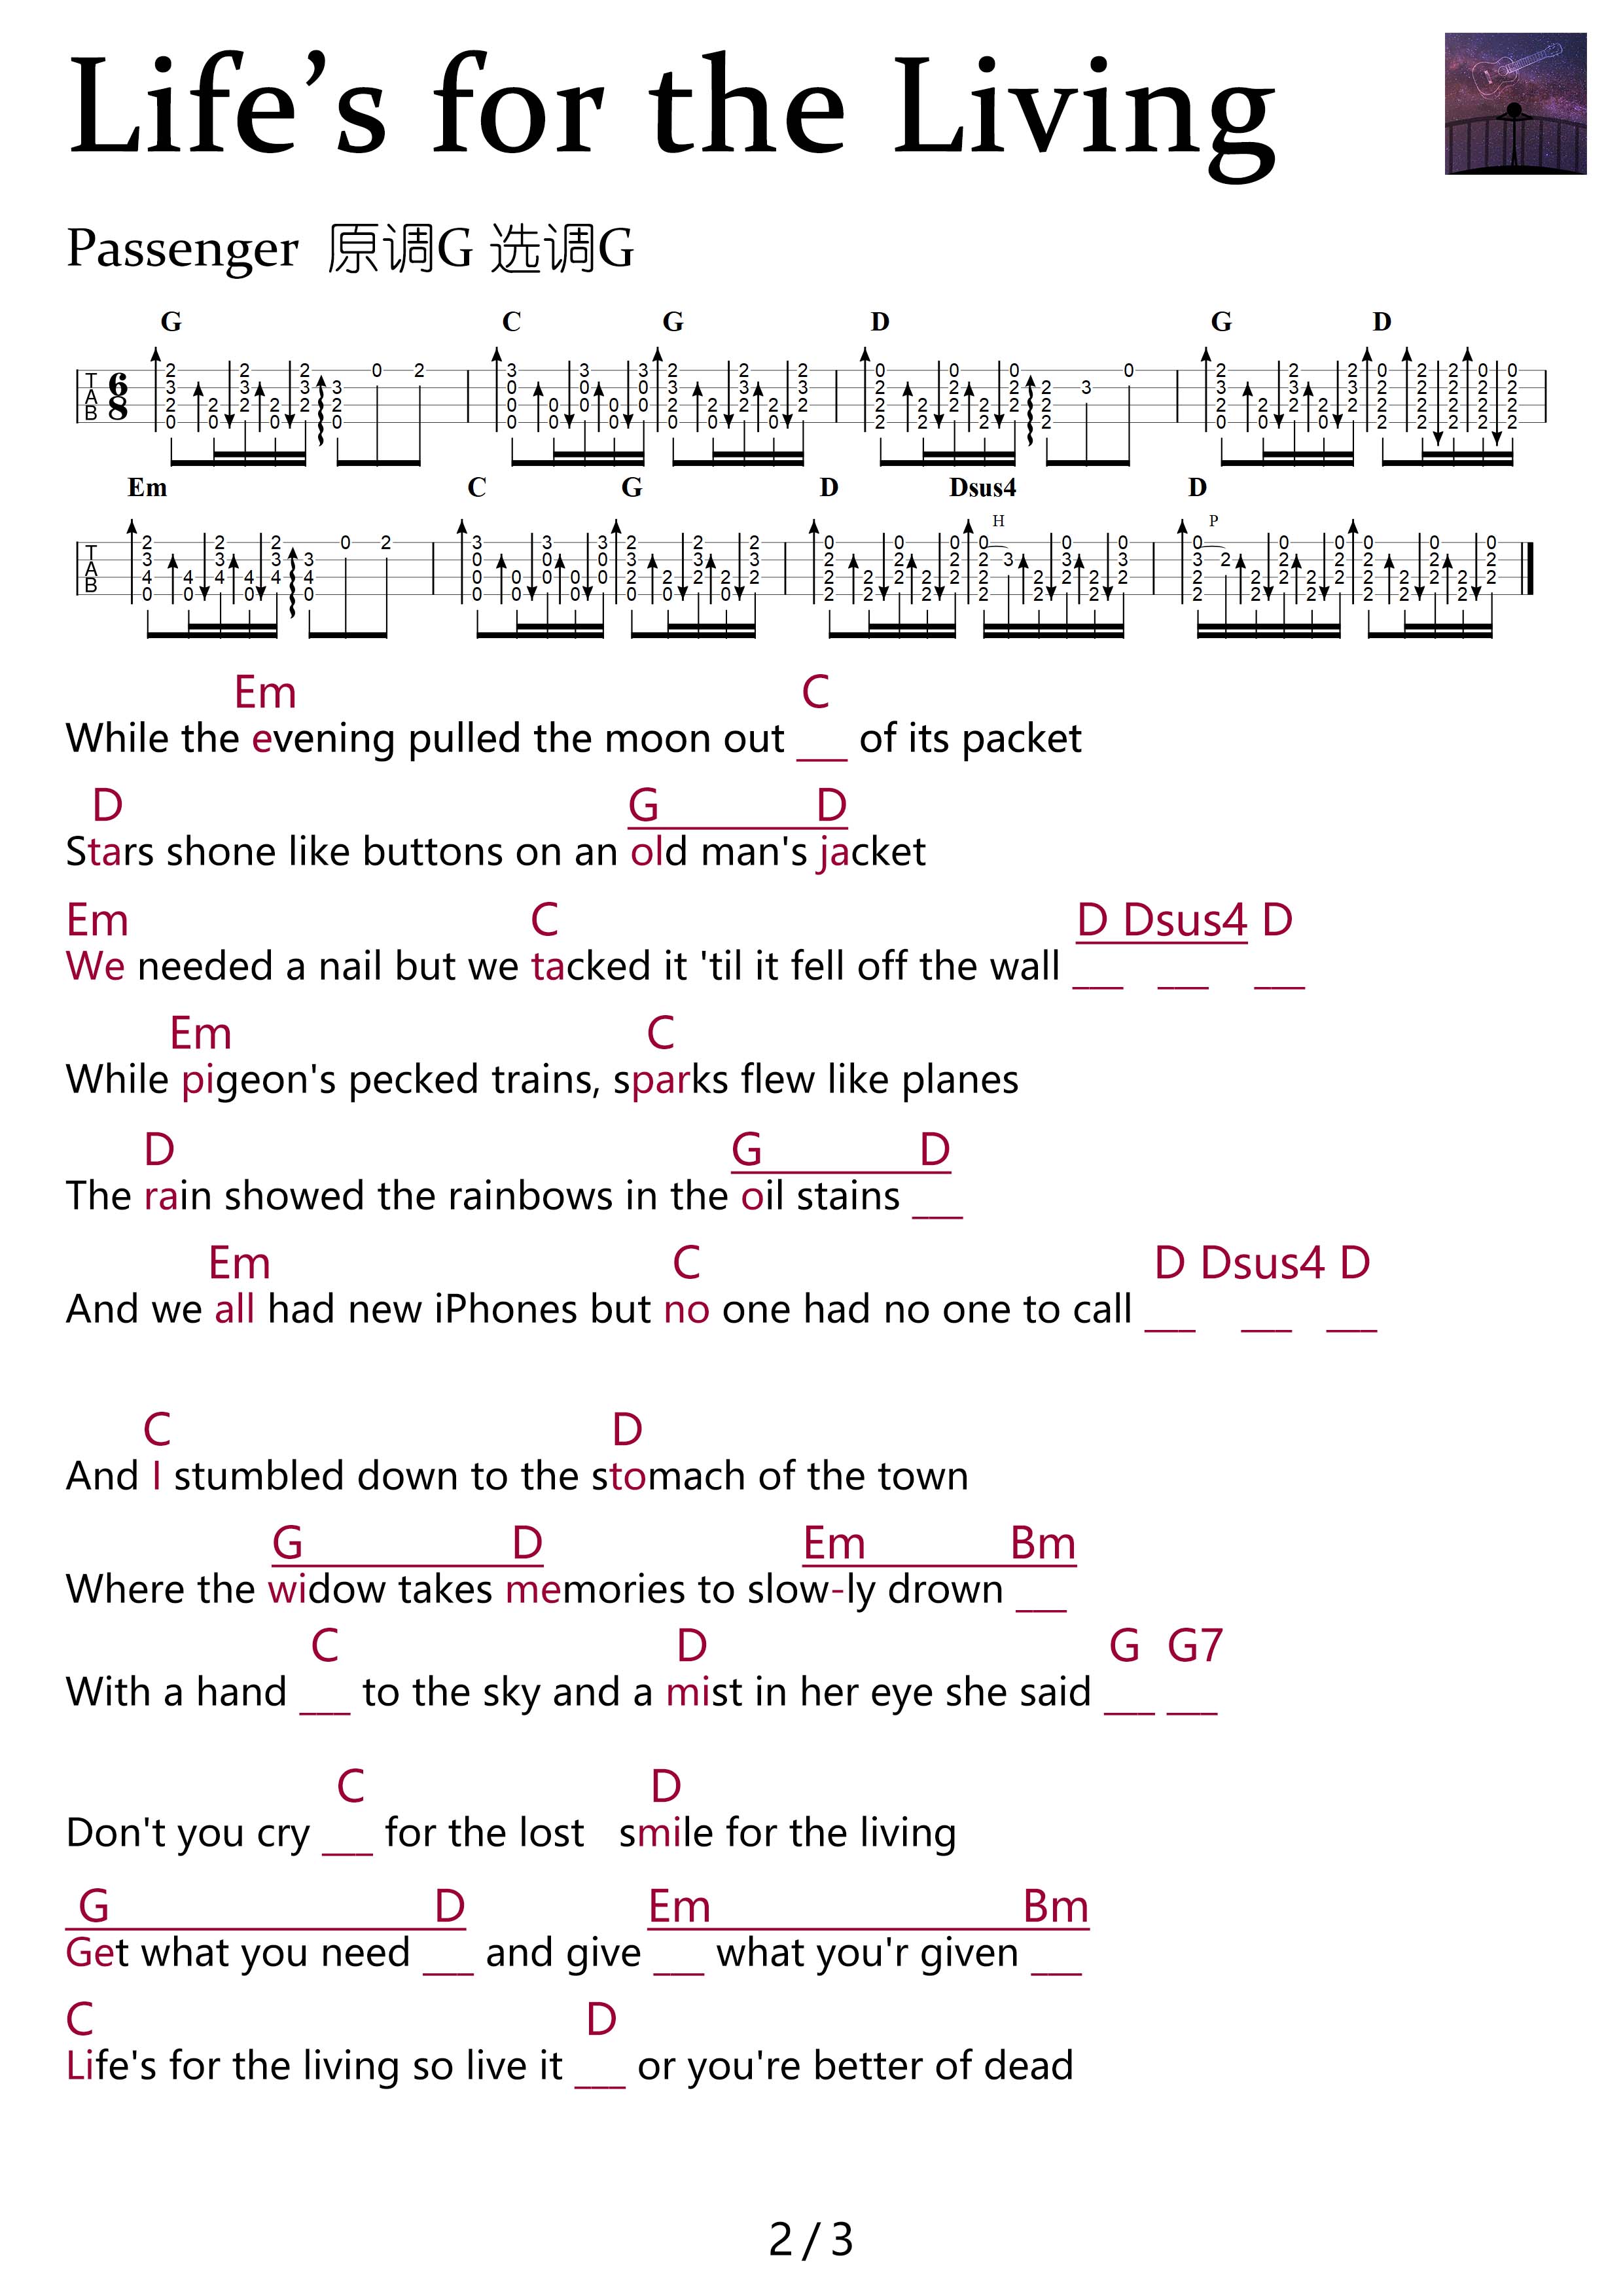 Life’s for the Living
Passenger 原调G 选调G
G C G D G D
T A B 6 8
Em C G D Dsus4 D
H P
T A B
Em C
While the evening pulled the moon out ___ of its packet
D G D
Stars shone like buttons on an old man's jacket
Em C D Dsus4 D
We needed a nail but we tacked it 'til it fell off the wall ___ ___ ___
Em C
While pigeon's pecked trains, sparks flew like planes
D G D
The rain showed the rainbows in the oil stains ___
Em C D Dsus4 D
And we all had new iPhones but no one had no one to call ___ ___ ___
C D
And I stumbled down to the stomach of the town
G D Em Bm
Where the widow takes memories to slow-ly drown ___
C D G G7
With a hand ___ to the sky and a mist in her eye she said ___ ___
C D
Don't you cry ___ for the lost smile for the living
G D Em Bm
Get what you need ___ and give ___ what you'r given ___
C D
Life's for the living so live it ___ or you're better of dead
2 / 3